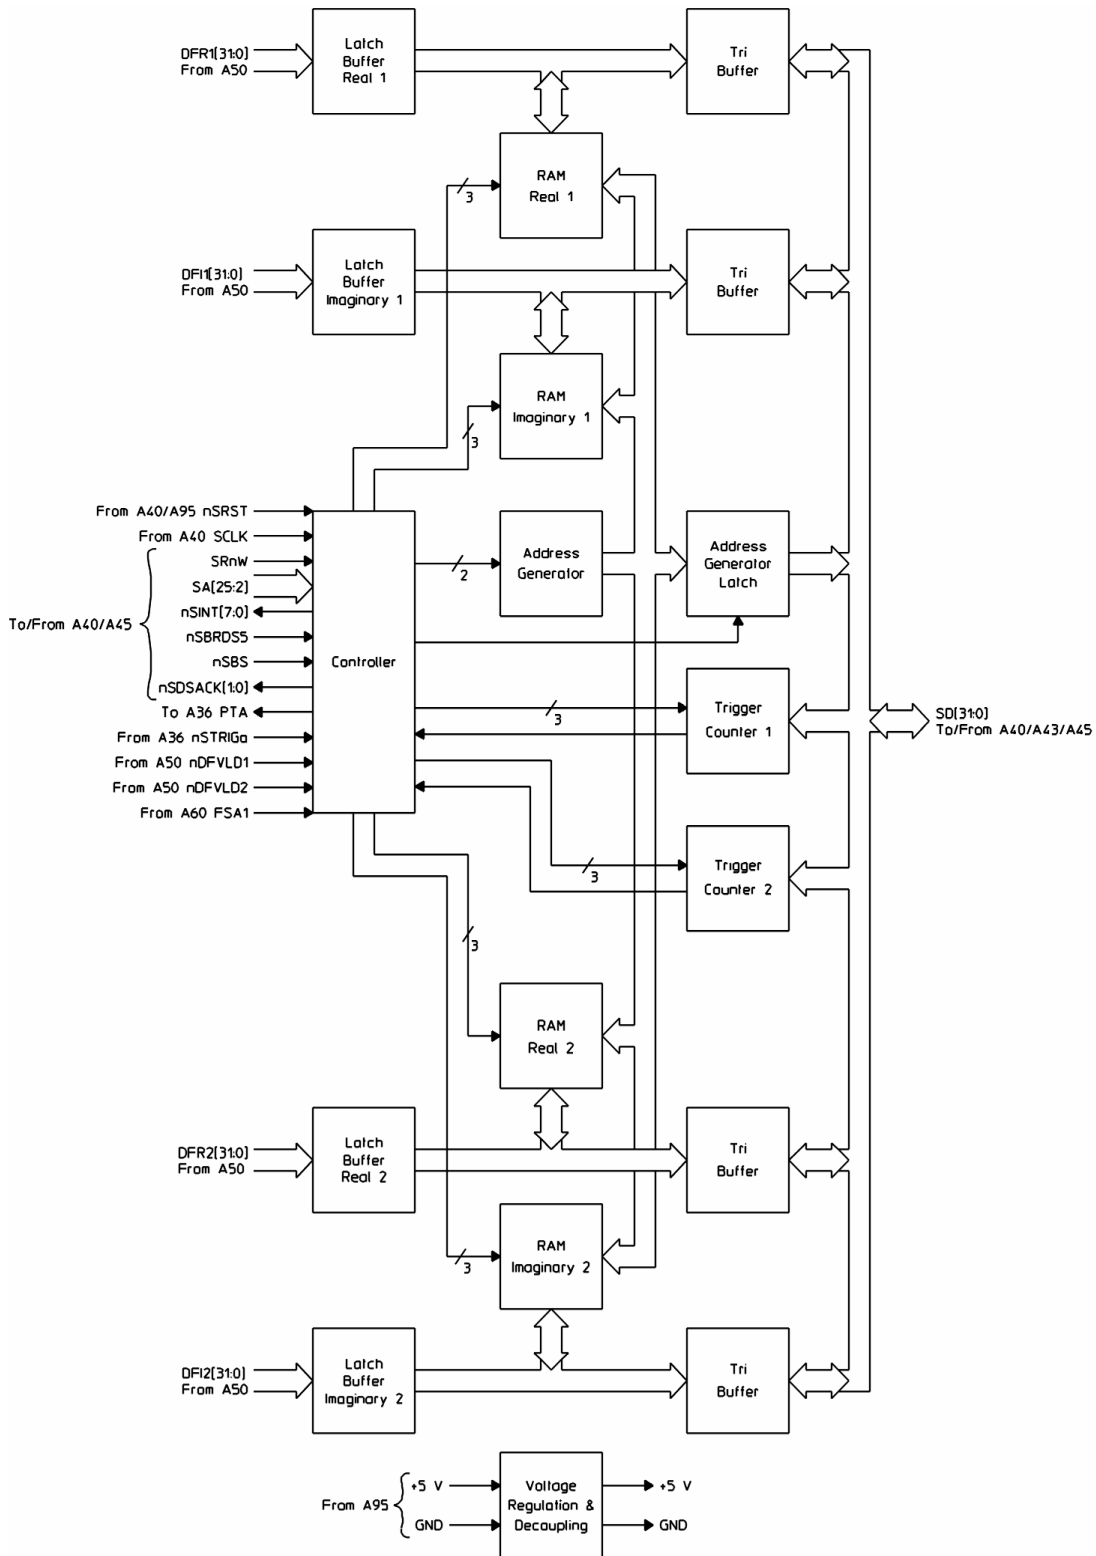 DFR1[31:0]
From A50
Latch
Buffer
Real 1
Tri
Buffer
RAM
Real 1
3
DFI1[31:0]
From A50
Latch
Buffer
Imaginary 1
Tri
Buffer
RAM
Imaginary 1
3
From A40/A95 nSRST
From A40 SCLK
SRnW
SA[25:2]
nSINT[7:0]
To/From A40/A45
nSBRDS5
nSBS
nSDSACK[1:0]
To A36 PTA
From A36 nSTRIGa
From A50 nDFVLD1
From A50 nDFVLD2
From A60 FSA1
Controller
2
Address
Generator
Address
Generator
Latch
3
Trigger
Counter 1
SD[31:0]
To/From A40/A43/A45
3
Trigger
Counter 2
3
RAM
Real 2
DFR2[31:0]
From A50
Latch
Buffer
Real 2
Tri
Buffer
3
RAM
Imaginary 2
DFI2[31:0]
From A50
Latch
Buffer
Imaginary 2
Tri
Buffer
From A95
+5 V
GND
Voltage
Regulation &
Decoupling
+5 V
GND